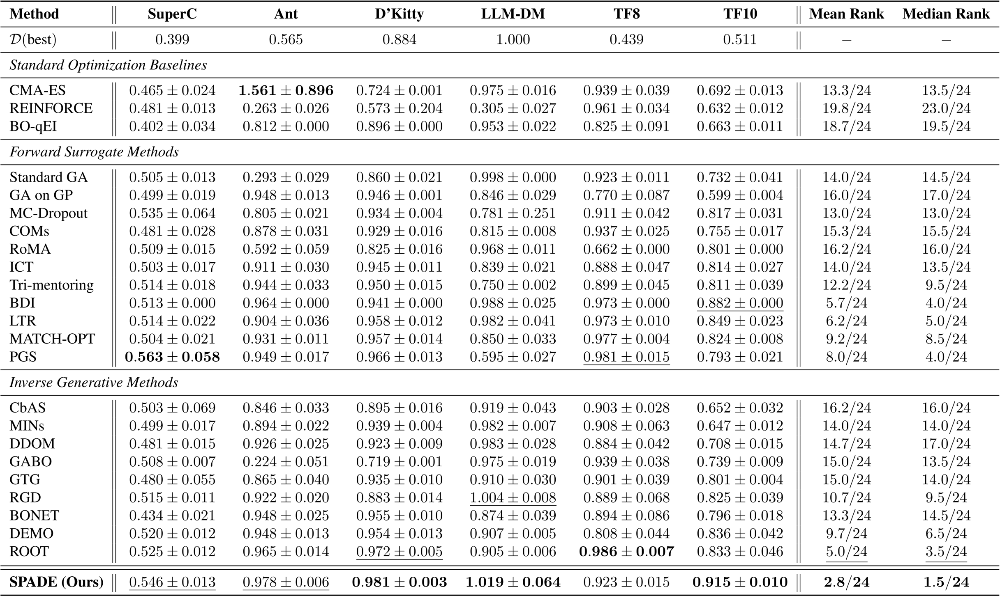 Method SuperC Ant D'Kitty LLM-DM TF8 TF10 Mean Rank Median Rank
𝒟(best) 0.399 0.565 0.884 1.000 0.439 0.511 − −
Standard Optimization Baselines
CMA-ES 0.465 ± 0.024 1.561 ± 0.896 0.724 ± 0.001 0.975 ± 0.016 0.939 ± 0.039 0.692 ± 0.013 13.3/24 13.5/24
REINFORCE 0.481 ± 0.013 0.263 ± 0.026 0.573 ± 0.204 0.305 ± 0.027 0.961 ± 0.034 0.632 ± 0.012 19.8/24 23.0/24
BO-qEI 0.402 ± 0.034 0.812 ± 0.000 0.896 ± 0.000 0.953 ± 0.022 0.825 ± 0.091 0.663 ± 0.011 18.7/24 19.5/24
Forward Surrogate Methods
Standard GA 0.505 ± 0.013 0.293 ± 0.029 0.860 ± 0.021 0.998 ± 0.000 0.923 ± 0.011 0.732 ± 0.041 14.0/24 14.5/24
GA on GP 0.499 ± 0.019 0.948 ± 0.013 0.946 ± 0.001 0.846 ± 0.029 0.770 ± 0.087 0.599 ± 0.004 16.0/24 17.0/24
MC-Dropout 0.535 ± 0.064 0.805 ± 0.021 0.934 ± 0.004 0.781 ± 0.251 0.911 ± 0.042 0.817 ± 0.031 13.0/24 13.0/24
COMs 0.481 ± 0.028 0.878 ± 0.031 0.929 ± 0.016 0.815 ± 0.008 0.937 ± 0.025 0.755 ± 0.017 15.3/24 15.5/24
RoMA 0.509 ± 0.015 0.592 ± 0.059 0.825 ± 0.016 0.968 ± 0.011 0.662 ± 0.000 0.801 ± 0.000 16.2/24 16.0/24
ICT 0.503 ± 0.017 0.911 ± 0.030 0.945 ± 0.011 0.839 ± 0.021 0.888 ± 0.047 0.814 ± 0.027 14.0/24 13.5/24
Tri-mentoring 0.514 ± 0.018 0.944 ± 0.033 0.950 ± 0.015 0.750 ± 0.002 0.899 ± 0.045 0.811 ± 0.039 12.2/24 9.5/24
BDI 0.513 ± 0.000 0.964 ± 0.000 0.941 ± 0.000 0.988 ± 0.025 0.973 ± 0.000 0.882 ± 0.000 5.7/24 4.0/24
LTR 0.514 ± 0.022 0.904 ± 0.036 0.958 ± 0.012 0.982 ± 0.041 0.973 ± 0.010 0.849 ± 0.023 6.2/24 5.0/24
MATCH-OPT 0.504 ± 0.021 0.931 ± 0.011 0.957 ± 0.014 0.850 ± 0.033 0.977 ± 0.004 0.824 ± 0.008 9.2/24 8.5/24
PGS 0.563 ± 0.058 0.949 ± 0.017 0.966 ± 0.013 0.595 ± 0.027 0.981 ± 0.015 0.793 ± 0.021 8.0/24 4.0/24
Inverse Generative Methods
CbAS 0.503 ± 0.069 0.846 ± 0.033 0.895 ± 0.016 0.919 ± 0.043 0.903 ± 0.028 0.652 ± 0.032 16.2/24 16.0/24
MINs 0.499 ± 0.017 0.894 ± 0.022 0.939 ± 0.004 0.982 ± 0.007 0.908 ± 0.063 0.647 ± 0.012 14.0/24 14.0/24
DDOM 0.481 ± 0.015 0.926 ± 0.025 0.923 ± 0.009 0.983 ± 0.028 0.884 ± 0.042 0.708 ± 0.015 14.7/24 17.0/24
GABO 0.508 ± 0.007 0.224 ± 0.051 0.719 ± 0.001 0.975 ± 0.019 0.939 ± 0.038 0.739 ± 0.009 15.0/24 13.5/24
GTG 0.480 ± 0.055 0.865 ± 0.040 0.935 ± 0.010 0.910 ± 0.030 0.901 ± 0.039 0.801 ± 0.004 15.0/24 14.0/24
RGD 0.515 ± 0.011 0.922 ± 0.020 0.883 ± 0.014 1.004 ± 0.008 0.889 ± 0.068 0.825 ± 0.039 10.7/24 9.5/24
BONET 0.434 ± 0.021 0.948 ± 0.025 0.955 ± 0.010 0.874 ± 0.039 0.894 ± 0.086 0.796 ± 0.018 13.3/24 14.5/24
DEMO 0.520 ± 0.012 0.948 ± 0.013 0.954 ± 0.013 0.907 ± 0.005 0.808 ± 0.044 0.836 ± 0.042 9.7/24 6.5/24
ROOT 0.525 ± 0.012 0.965 ± 0.014 0.972 ± 0.005 0.905 ± 0.006 0.986 ± 0.007 0.833 ± 0.046 5.0/24 3.5/24
SPADE (Ours) 0.546 ± 0.013 0.978 ± 0.006 0.981 ± 0.003 1.019 ± 0.064 0.923 ± 0.015 0.915 ± 0.010 2.8/24 1.5/24